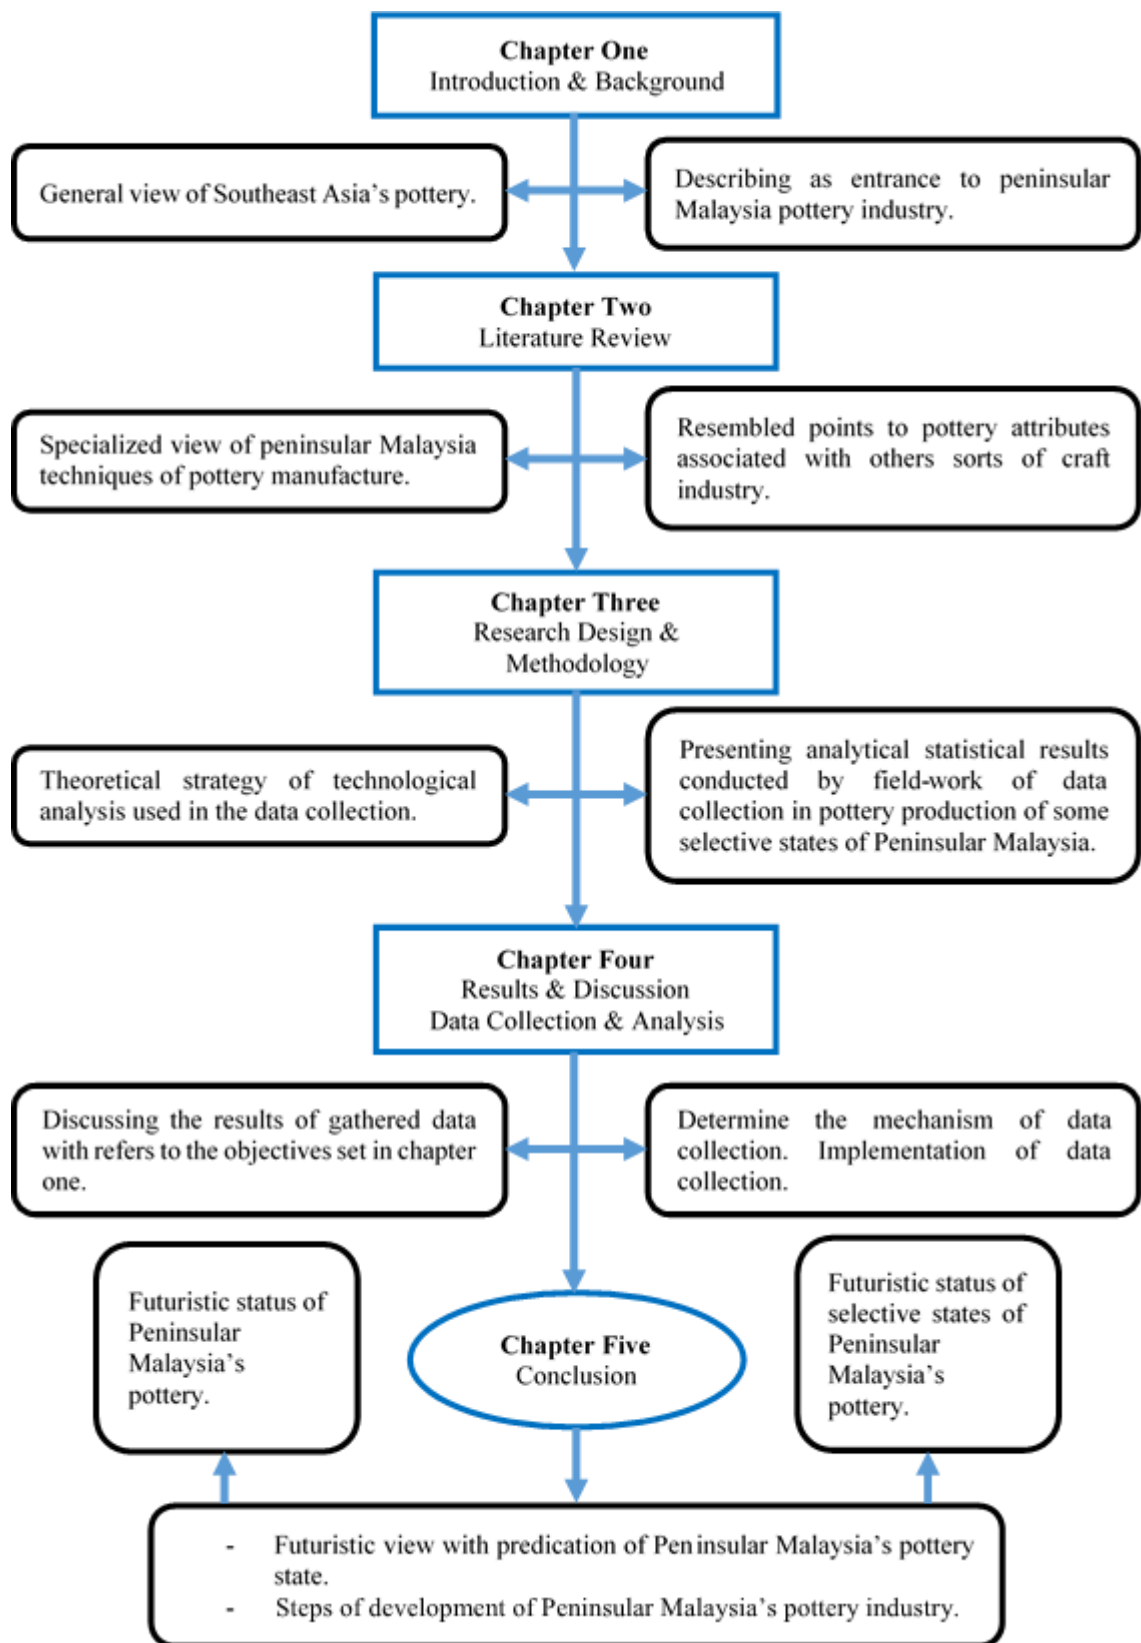 Chapter One
Introduction & Background
General view of Southeast Asia's pottery.
Describing as entrance to peninsular
Malaysia pottery industry.
Chapter Two
Literature Review
Specialized view of peninsular Malaysia
techniques of pottery manufacture.
Resembled points to pottery attributes
associated with others sorts of craft
industry.
Chapter Three
Research Design &
Methodology
Theoretical strategy of technological
analysis used in the data collection.
Presenting analytical statistical results
conducted by field-work of data
collection in pottery production of some
selective states of Peninsular Malaysia.
Chapter Four
Results & Discussion
Data Collection & Analysis
Discussing the results of gathered data
with refers to the objectives set in chapter
one.
Determine the mechanism of data
collection. Implementation of data
collection.
Futuristic status of
Peninsular
Malaysia's
pottery.
Chapter Five
Conclusion
Futuristic status of
selective states of
Peninsular
Malaysia's
pottery.
- Futuristic view with predication of Peninsular Malaysia's pottery
state.
- Steps of development of Peninsular Malaysia's pottery industry.